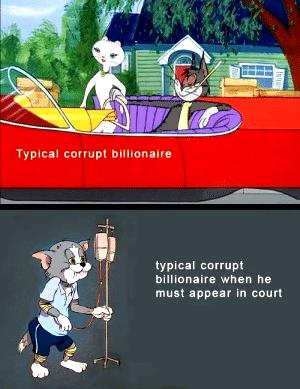 Typical corrupt billionaire
typical corrupt
billionaire when he
must appear in court